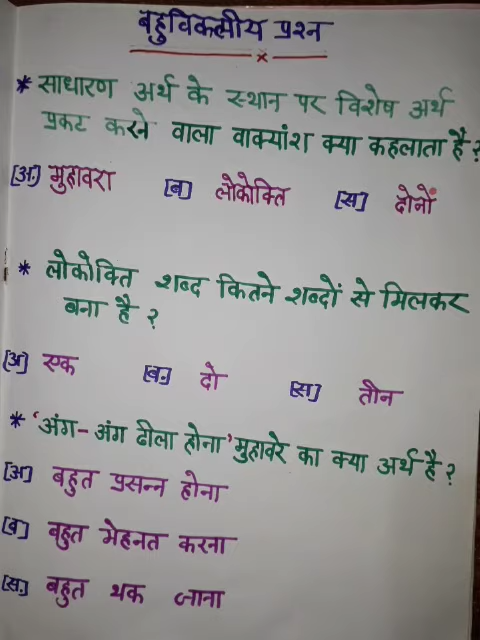 बहुविकल्पीय प्रश्न
* साधारण अर्थ के स्थान पर विशेष अर्थ
प्रकट करने वाला वाक्यांश क्या कहलाता है ?
[अ.] मुहावरा [ब] लोकोक्ति [स] दोनों
* लोकोक्ति शब्द कितने शब्दों से मिलकर
बना है ?
[अ] एक [ब.] दो [स] तीन
* 'अंग-अंग ढीला होना' मुहावरे का क्या अर्थ है ?
[अ] बहुत प्रसन्न होना
[ब] बहुत मेहनत करना
[स.] बहुत थक जाना